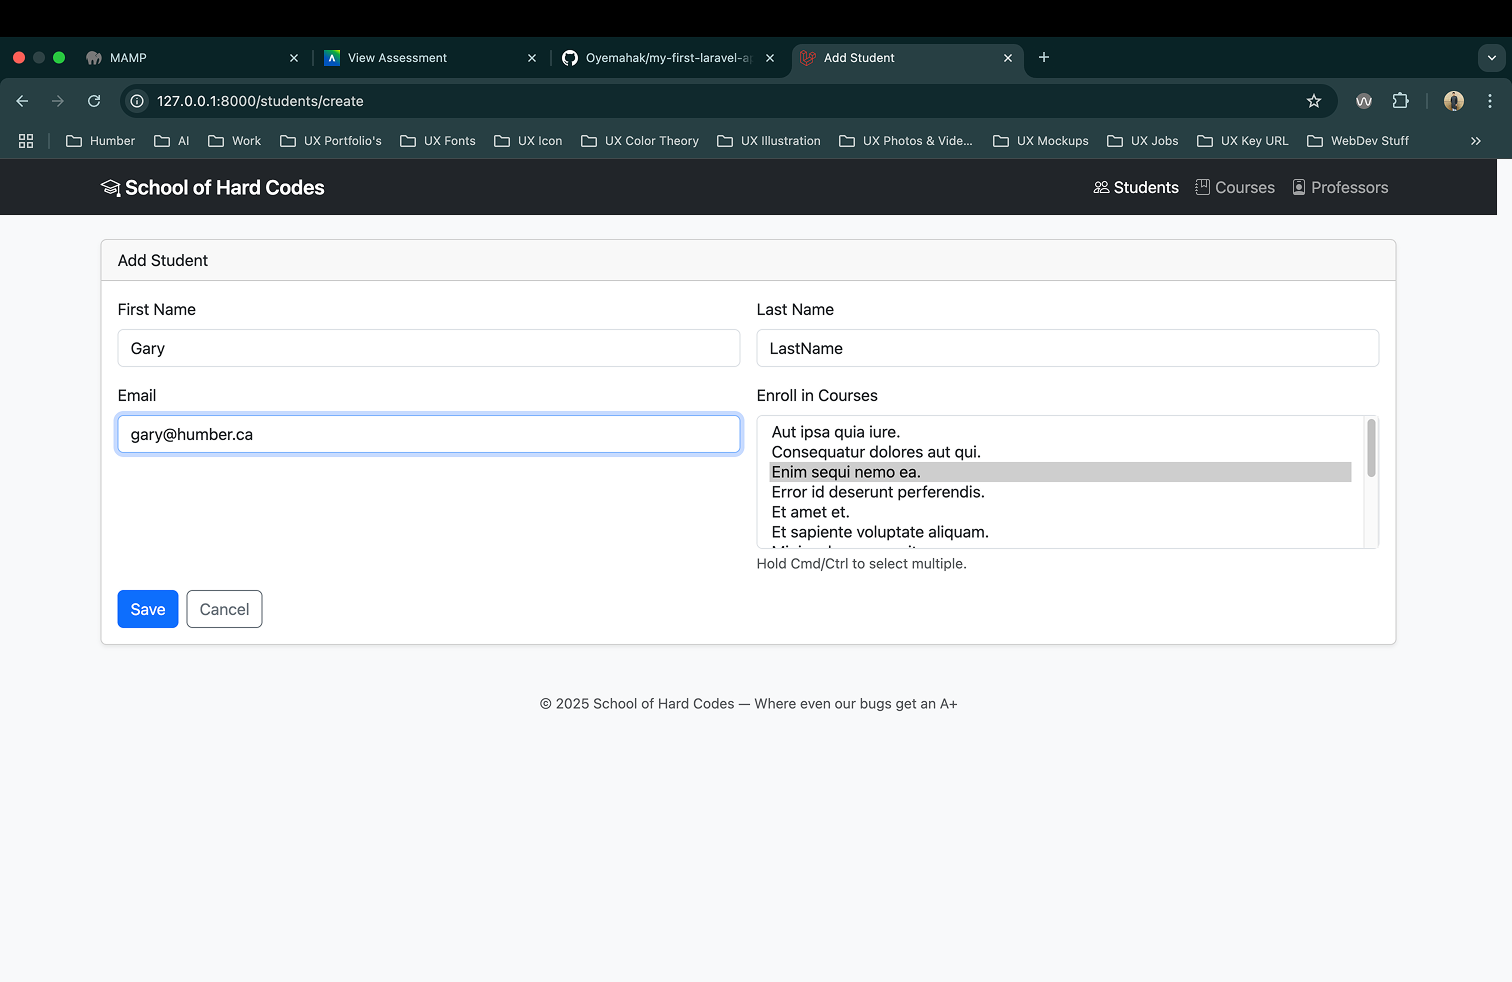 MAMP
View Assessment
Oyemahak/my-first-laravel-a
Add Student
127.0.0.1:8000/students/create
Humber
AI
Work
UX Portfolio's
UX Fonts
UX Icon
UX Color Theory
UX Illustration
UX Photos & Vide...
UX Mockups
UX Jobs
UX Key URL
WebDev Stuff
School of Hard Codes
Students
Courses
Professors
Add Student
First Name
Last Name
Gary
LastName
Email
Enroll in Courses
gary@humber.ca
Aut ipsa quia iure.
Consequatur dolores aut qui.
Enim sequi nemo ea.
Error id deserunt perferendis.
Et amet et.
Et sapiente voluptate aliquam.
Hold Cmd/Ctrl to select multiple.
Save
Cancel
© 2025 School of Hard Codes — Where even our bugs get an A+